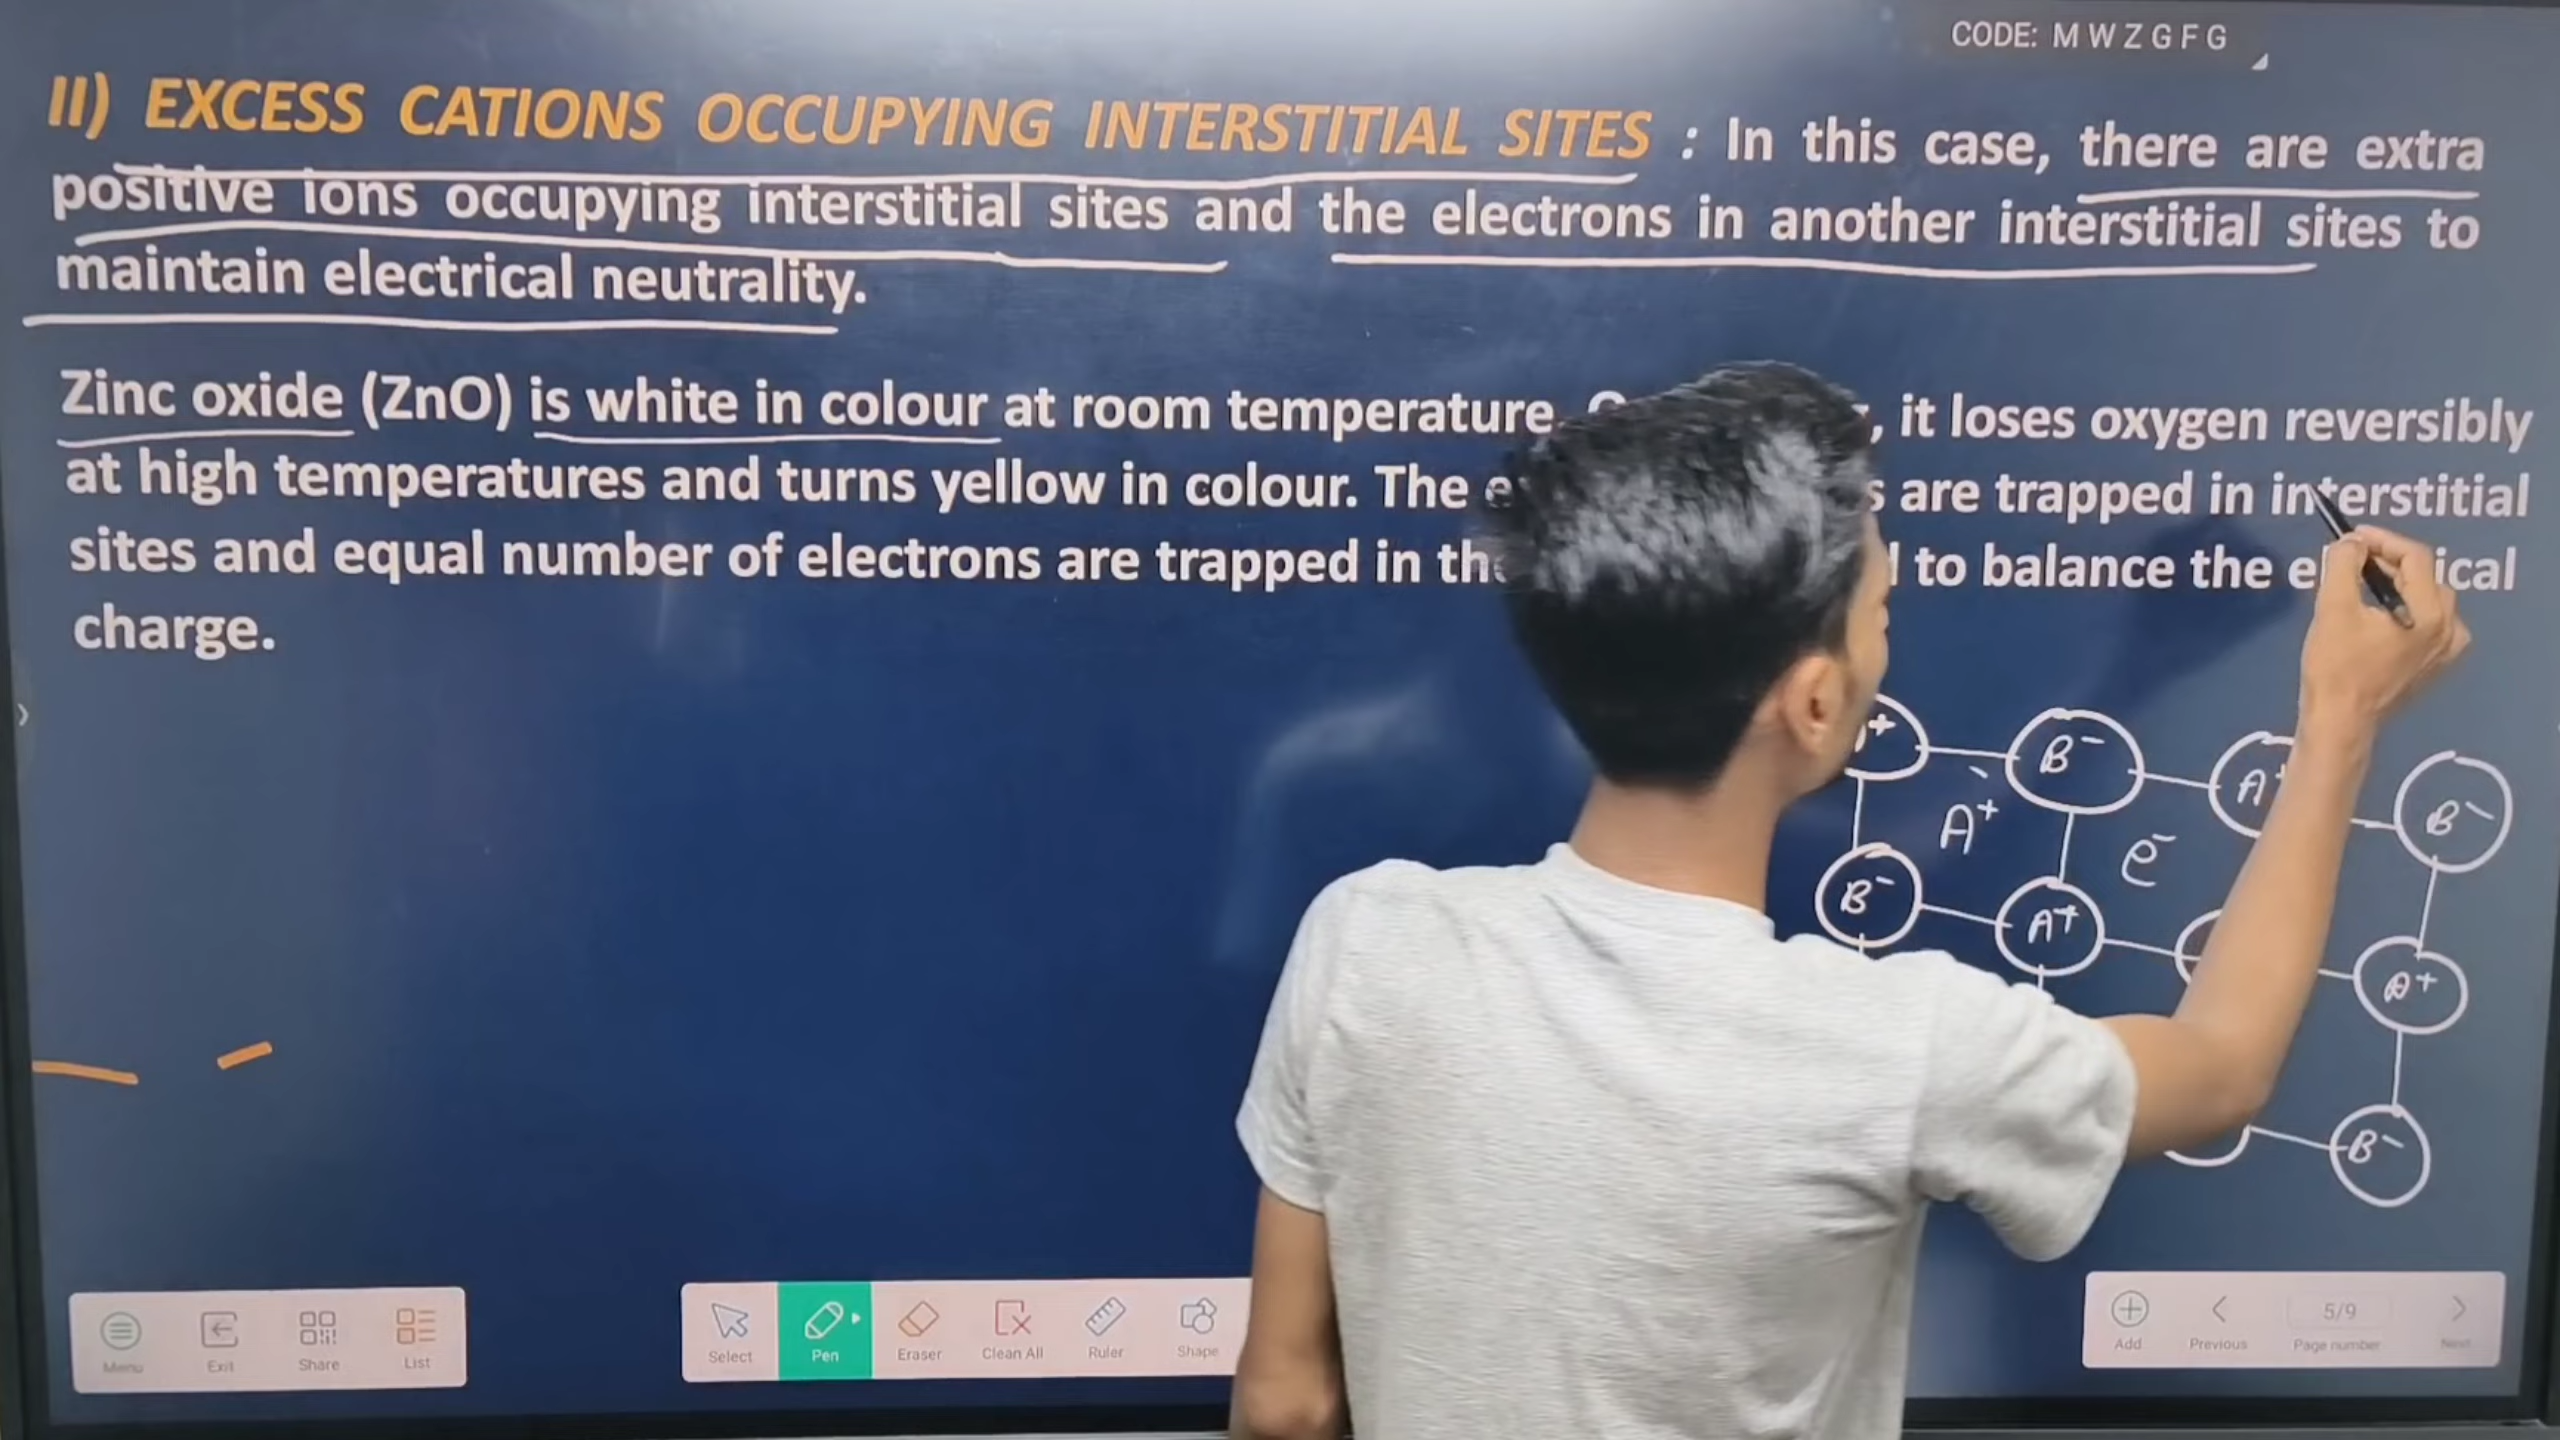 CODE: M W Z G F G
II) EXCESS CATIONS OCCUPYING INTERSTITIAL SITES : In this case, there are extra
positive ions occupying interstitial sites and the electrons in another interstitial sites to
maintain electrical neutrality.
Zinc oxide (ZnO) is white in colour at room temperature. , it loses oxygen reversibly
at high temperatures and turns yellow in colour. The are trapped in interstitial
sites and equal number of electrons are trapped in to balance the
charge.
B⁻ A⁺ B⁻
A⁺ e⁻
B⁻ A⁺ A⁺
B⁻
Menu Exit Share List
Select Pen Eraser Clean All Ruler Shape
Add Previous 5/9 Page number Next